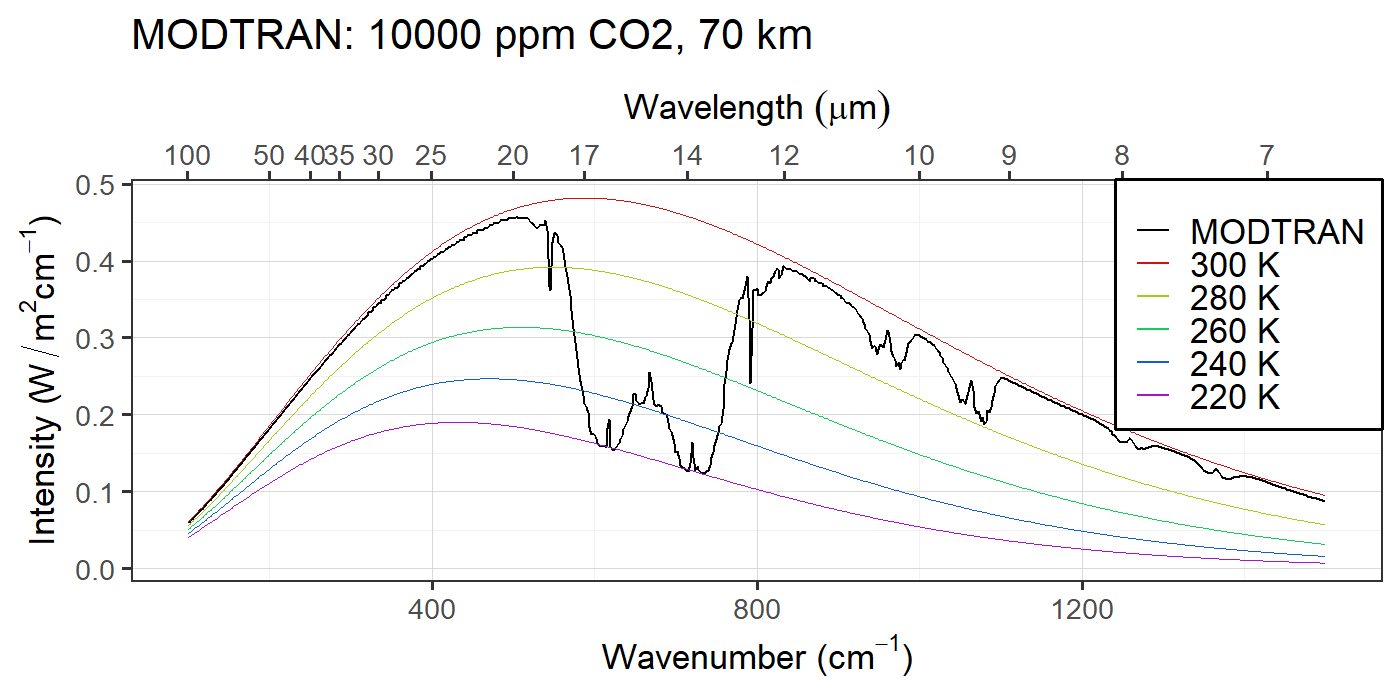 MODTRAN: 10000 ppm CO2, 70 km
Wavelength (μm)
100 50 40 35 30 25 20 17 14 12 10 9 8 7
Intensity (W / m² cm⁻¹)
0.5
0.4
0.3
0.2
0.1
0.0
MODTRAN
300 K
280 K
260 K
240 K
220 K
400 800 1200
Wavenumber (cm⁻¹)